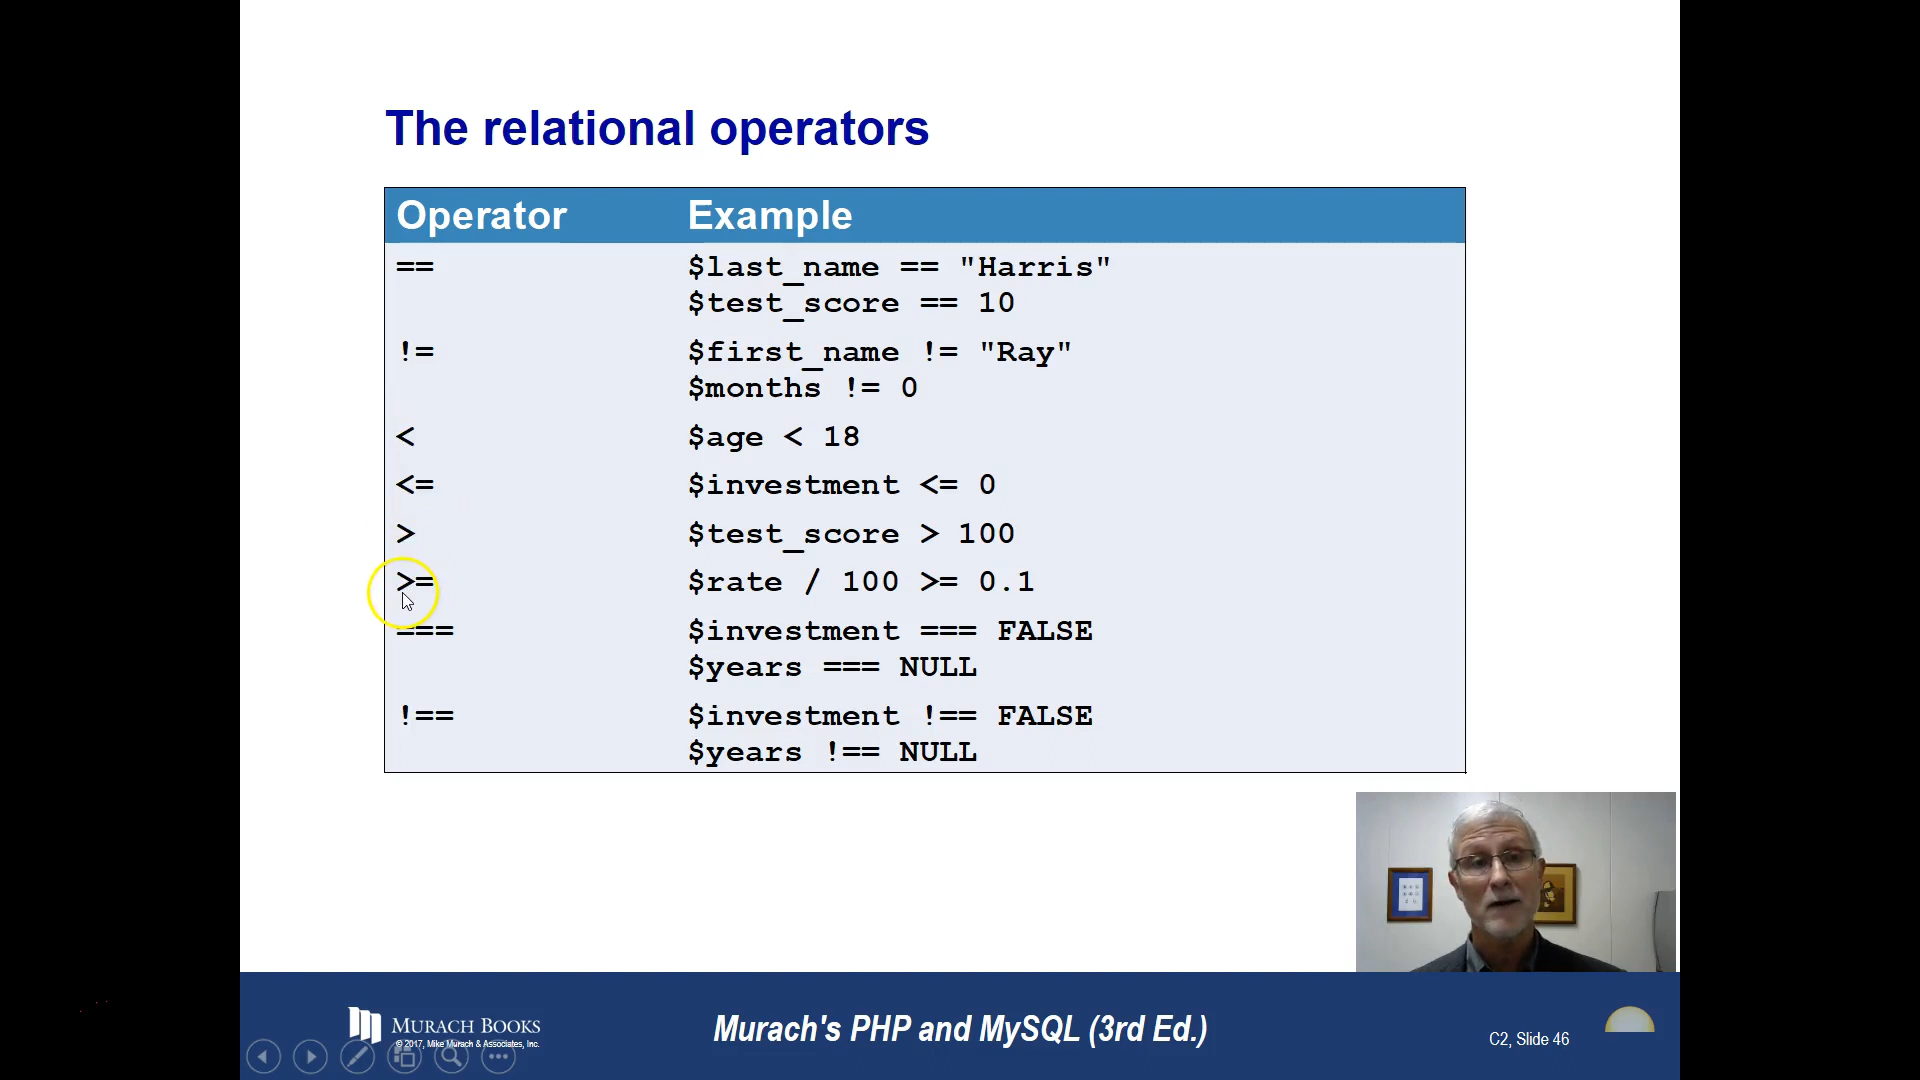 The relational operators
Operator Example
== $last_name == "Harris"
$test_score == 10
!= $first_name != "Ray"
$months != 0
< $age < 18
<= $investment <= 0
> $test_score > 100
>= $rate / 100 >= 0.1
=== $investment === FALSE
$years === NULL
!== $investment !== FALSE
$years !== NULL
MURACH BOOKS
© 2017, Mike Murach & Associates, Inc.
Murach's PHP and MySQL (3rd Ed.)
C2, Slide 46